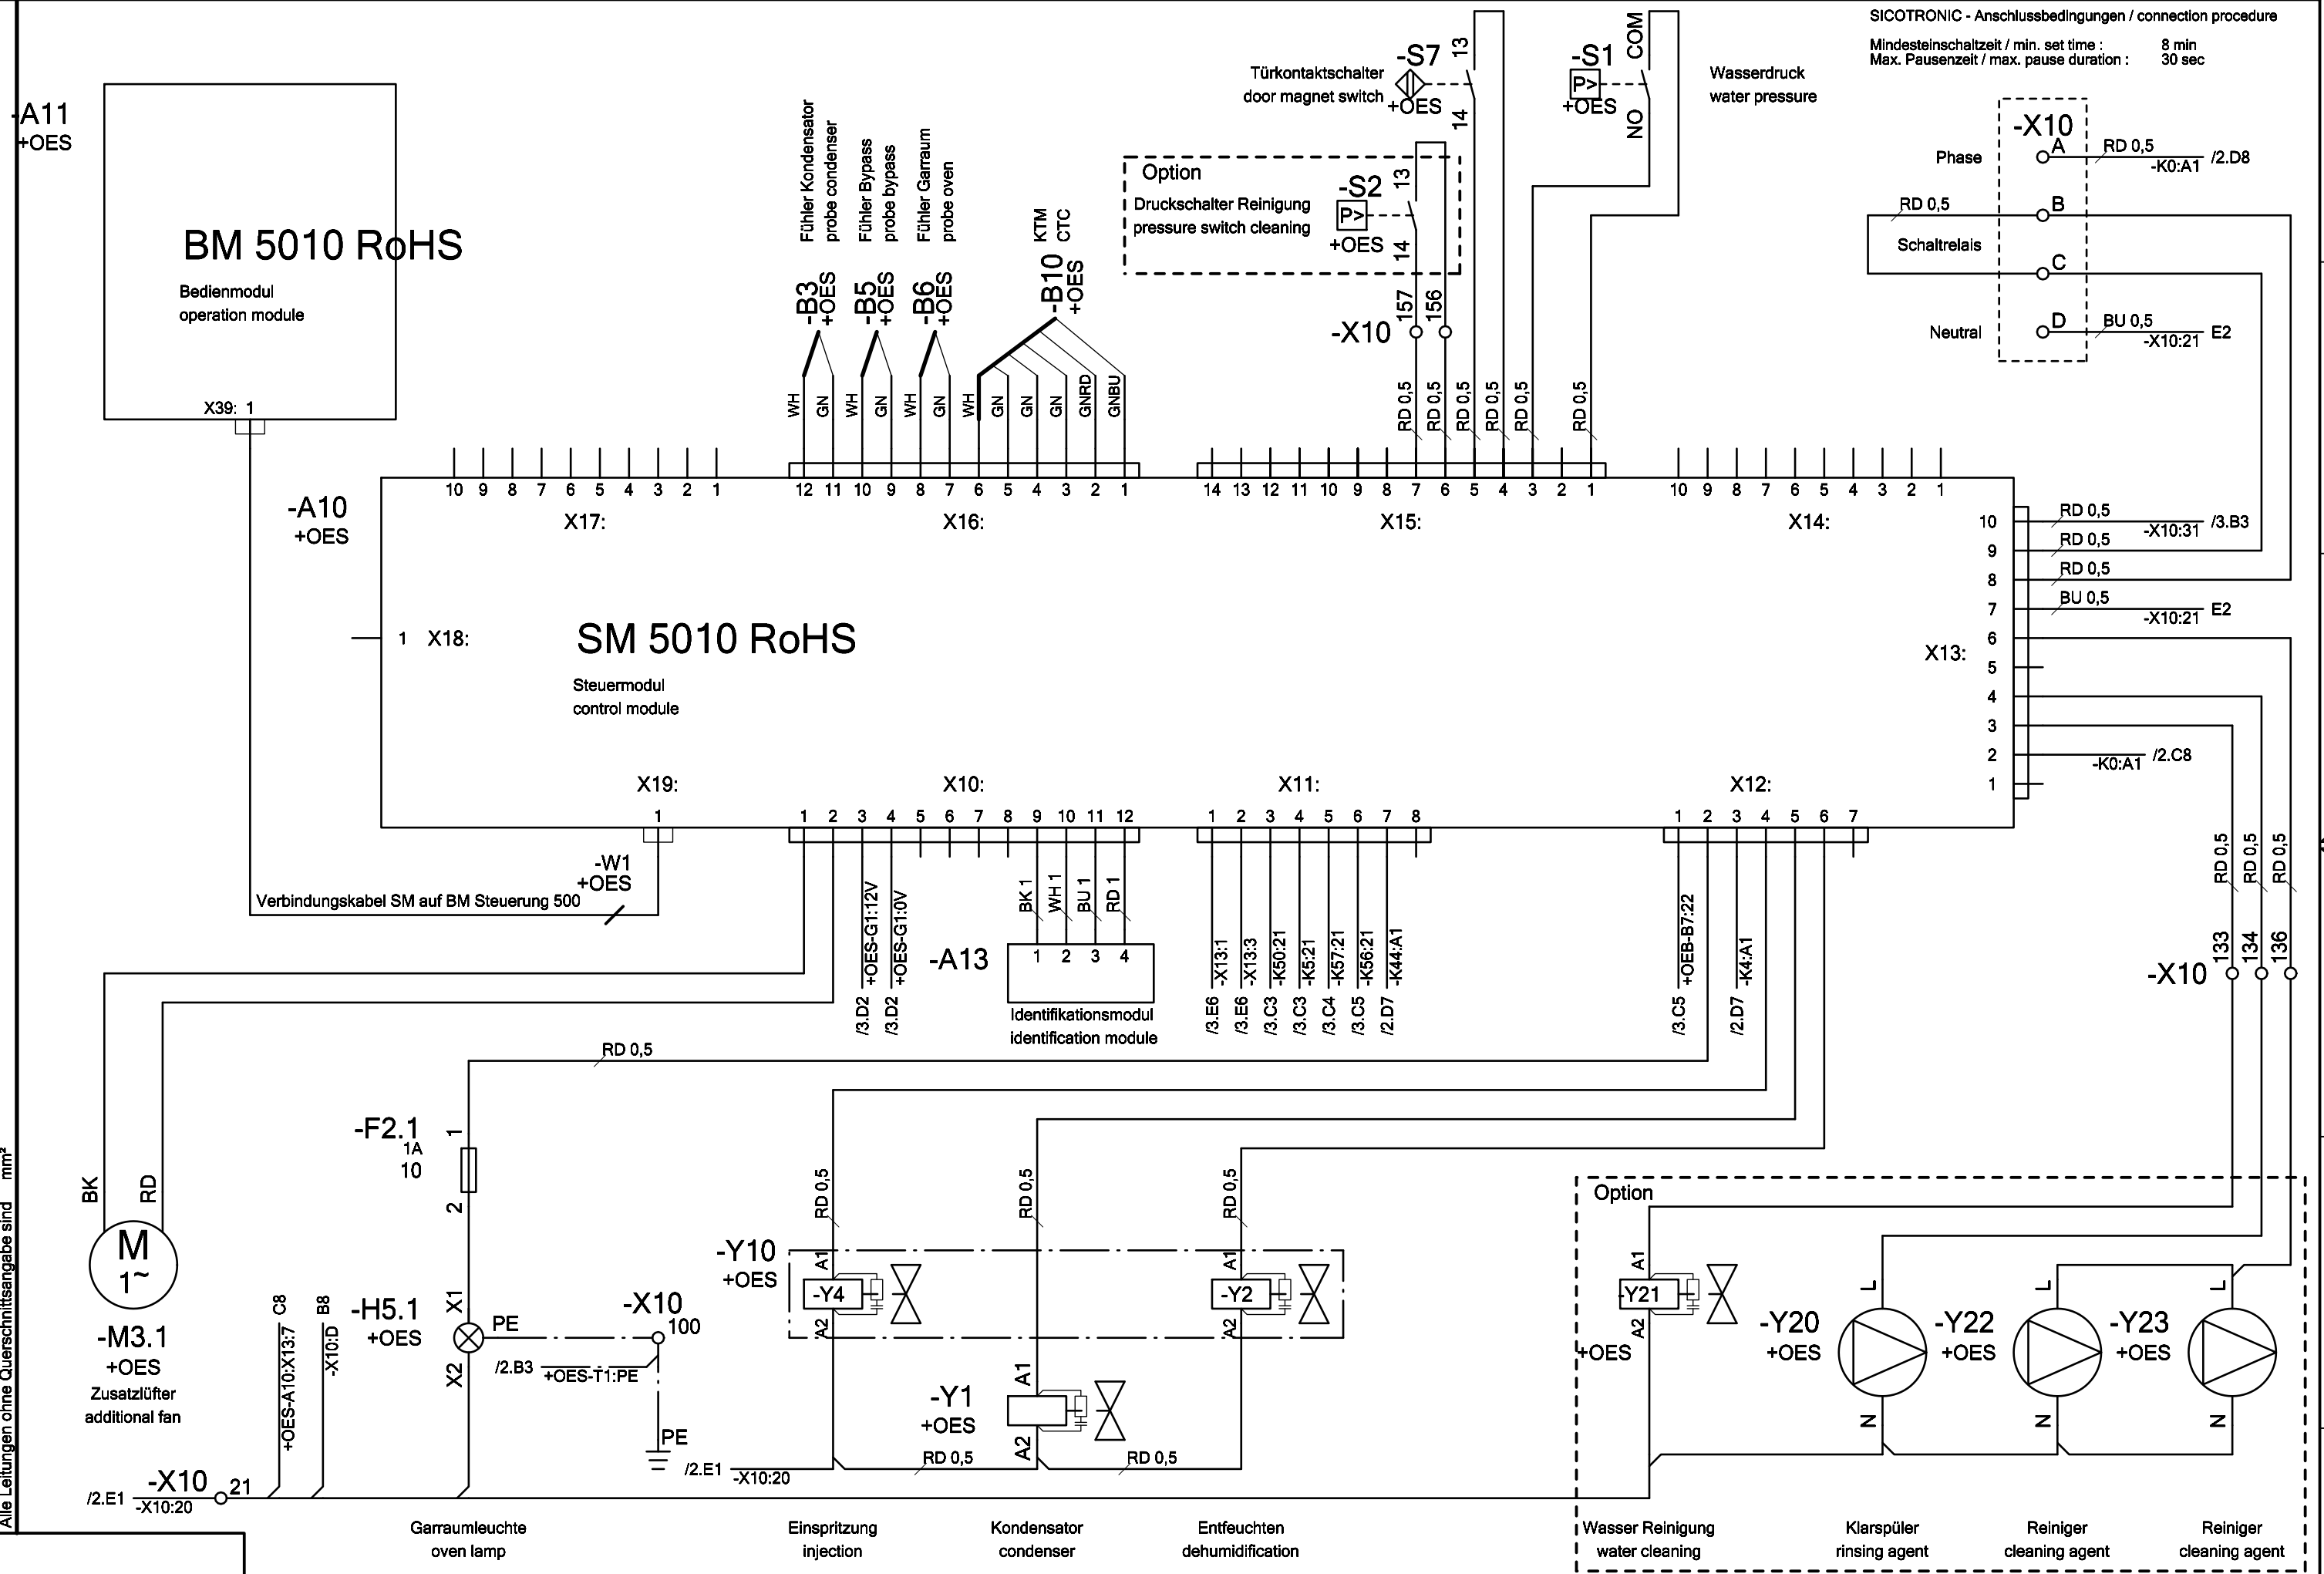 SICOTRONIC - Anschlussbedingungen / connection procedure
Mindesteinschaltzeit / min. set time : 8 min
Max. Pausenzeit / max. pause duration : 30 sec
-A11
+OES
BM 5010 RoHS
Bedienmodul
operation module
X39: 1
Fühler Kondensator
probe condenser
Fühler Bypass
probe bypass
Fühler Garraum
probe oven
KTM
CTC
-B3
+OES
-B5
+OES
-B6
+OES
-B10
+OES
WH
GN
WH
GN
WH
GN
WH
GN
GN
GN
GNRD
GNBU
Türkontaktschalter
door magnet switch
-S7
+OES
13
14
-S1
P>
+OES
COM
NO
Wasserdruck
water pressure
Option
Druckschalter Reinigung
pressure switch cleaning
-S2
P>
+OES
13
14
-X10
157
156
RD 0,5
RD 0,5
RD 0,5
RD 0,5
RD 0,5
RD 0,5
-X10
Phase
A
RD 0,5
-K0:A1
/2.D8
RD 0,5
B
Schaltrelais
C
Neutral
D
BU 0,5
-X10:21
E2
-A10
+OES
10 9 8 7 6 5 4 3 2 1
X17:
12 11 10 9 8 7 6 5 4 3 2 1
X16:
14 13 12 11 10 9 8 7 6 5 4 3 2 1
X15:
10 9 8 7 6 5 4 3 2 1
X14:
1 X18:
SM 5010 RoHS
Steuermodul
control module
X13:
10
RD 0,5
-X10:31
/3.B3
9
RD 0,5
8
RD 0,5
7
BU 0,5
-X10:21
E2
6
5
4
3
2
-K0:A1
/2.C8
1
X19:
1
X10:
1 2 3 4 5 6 7 8 9 10 11 12
X11:
1 2 3 4 5 6 7 8
X12:
1 2 3 4 5 6 7
-W1
+OES
Verbindungskabel SM auf BM Steuerung 500
/3.D2
+OES-G1:12V
/3.D2
+OES-G1:0V
BK 1
WH 1
BU 1
RD 1
-A13
1 2 3 4
Identifikationsmodul
identification module
/3.E6
-X13:1
/3.E6
-X13:3
/3.C3
-K50:21
/3.C3
-K5:21
/3.C4
-K57:21
/3.C5
-K56:21
/2.D7
-K44:A1
/3.C5
+OEB-B7:22
/2.D7
-K4:A1
RD 0,5
RD 0,5
RD 0,5
-X10
133
134
136
RD 0,5
-F2.1
1A
10
1
2
BK
RD
M
1~
-M3.1
+OES
Zusatzlüfter
additional fan
C8
+OES-A10:X13:7
B8
-X10:D
-H5.1
+OES
X1
X2
PE
-X10
100
/2.B3
+OES-T1:PE
PE
RD 0,5
RD 0,5
RD 0,5
-Y10
+OES
A1
-Y4
A2
A1
-Y2
A2
-Y1
+OES
A1
A2
/2.E1
-X10:20
RD 0,5
RD 0,5
/2.E1
-X10:20
-X10
21
Option
A1
-Y21
A2
+OES
-Y20
+OES
L
N
-Y22
+OES
L
N
-Y23
+OES
L
N
Garraumleuchte
oven lamp
Einspritzung
injection
Kondensator
condenser
Entfeuchten
dehumidification
Wasser Reinigung
water cleaning
Klarspüler
rinsing agent
Reiniger
cleaning agent
Reiniger
cleaning agent
Alle Leitungen ohne Querschnittsangabe sind mm²